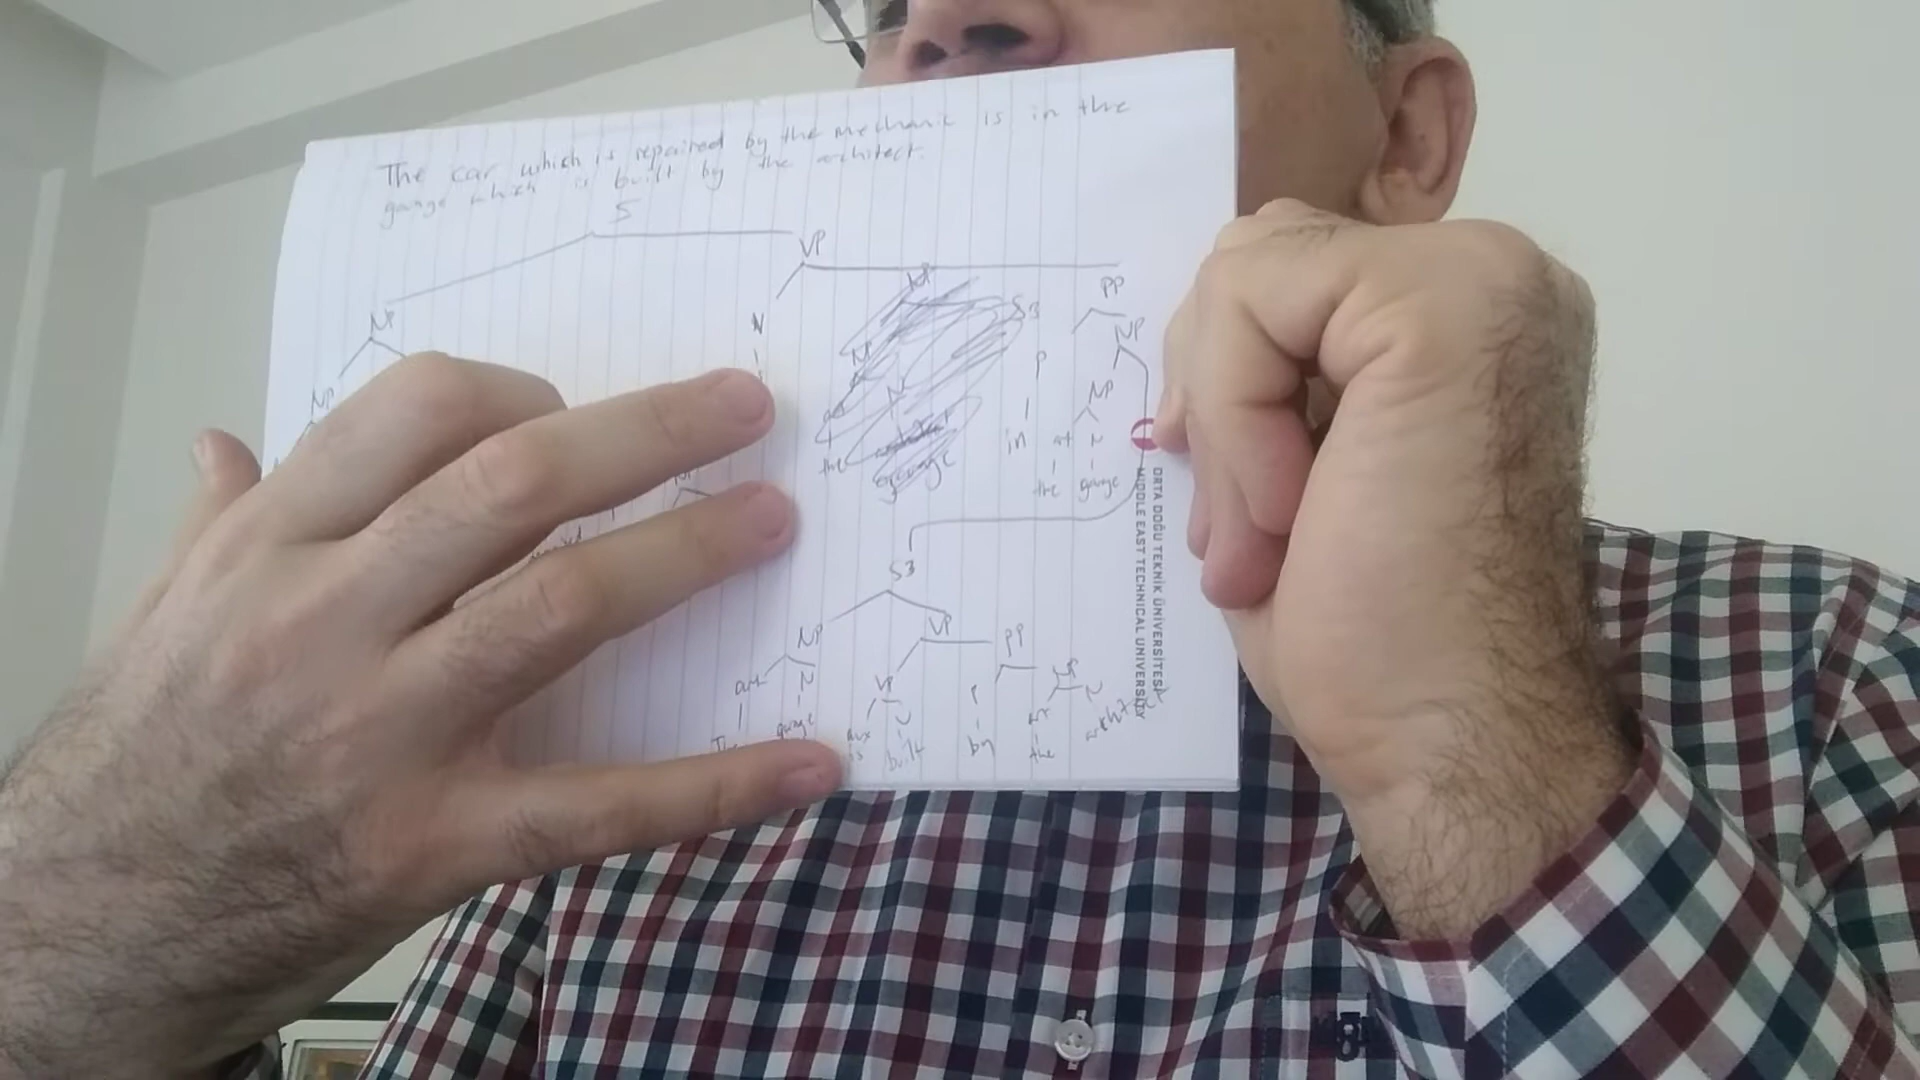 The car which is repaired by the mechanic is in the
garage which is built by the architect.
S
VP
NP
PP
NP
N
S3
NP
P
NP
in
art N
the garage
the
garage
S3
NP
VP
PP
art N
VP
NP
P
N
The garage
aux V
is built
by
the
architect
ORTA DOĞU TEKNİK ÜNİVERSİTESİ
MIDDLE EAST TECHNICAL UNIVERSITY